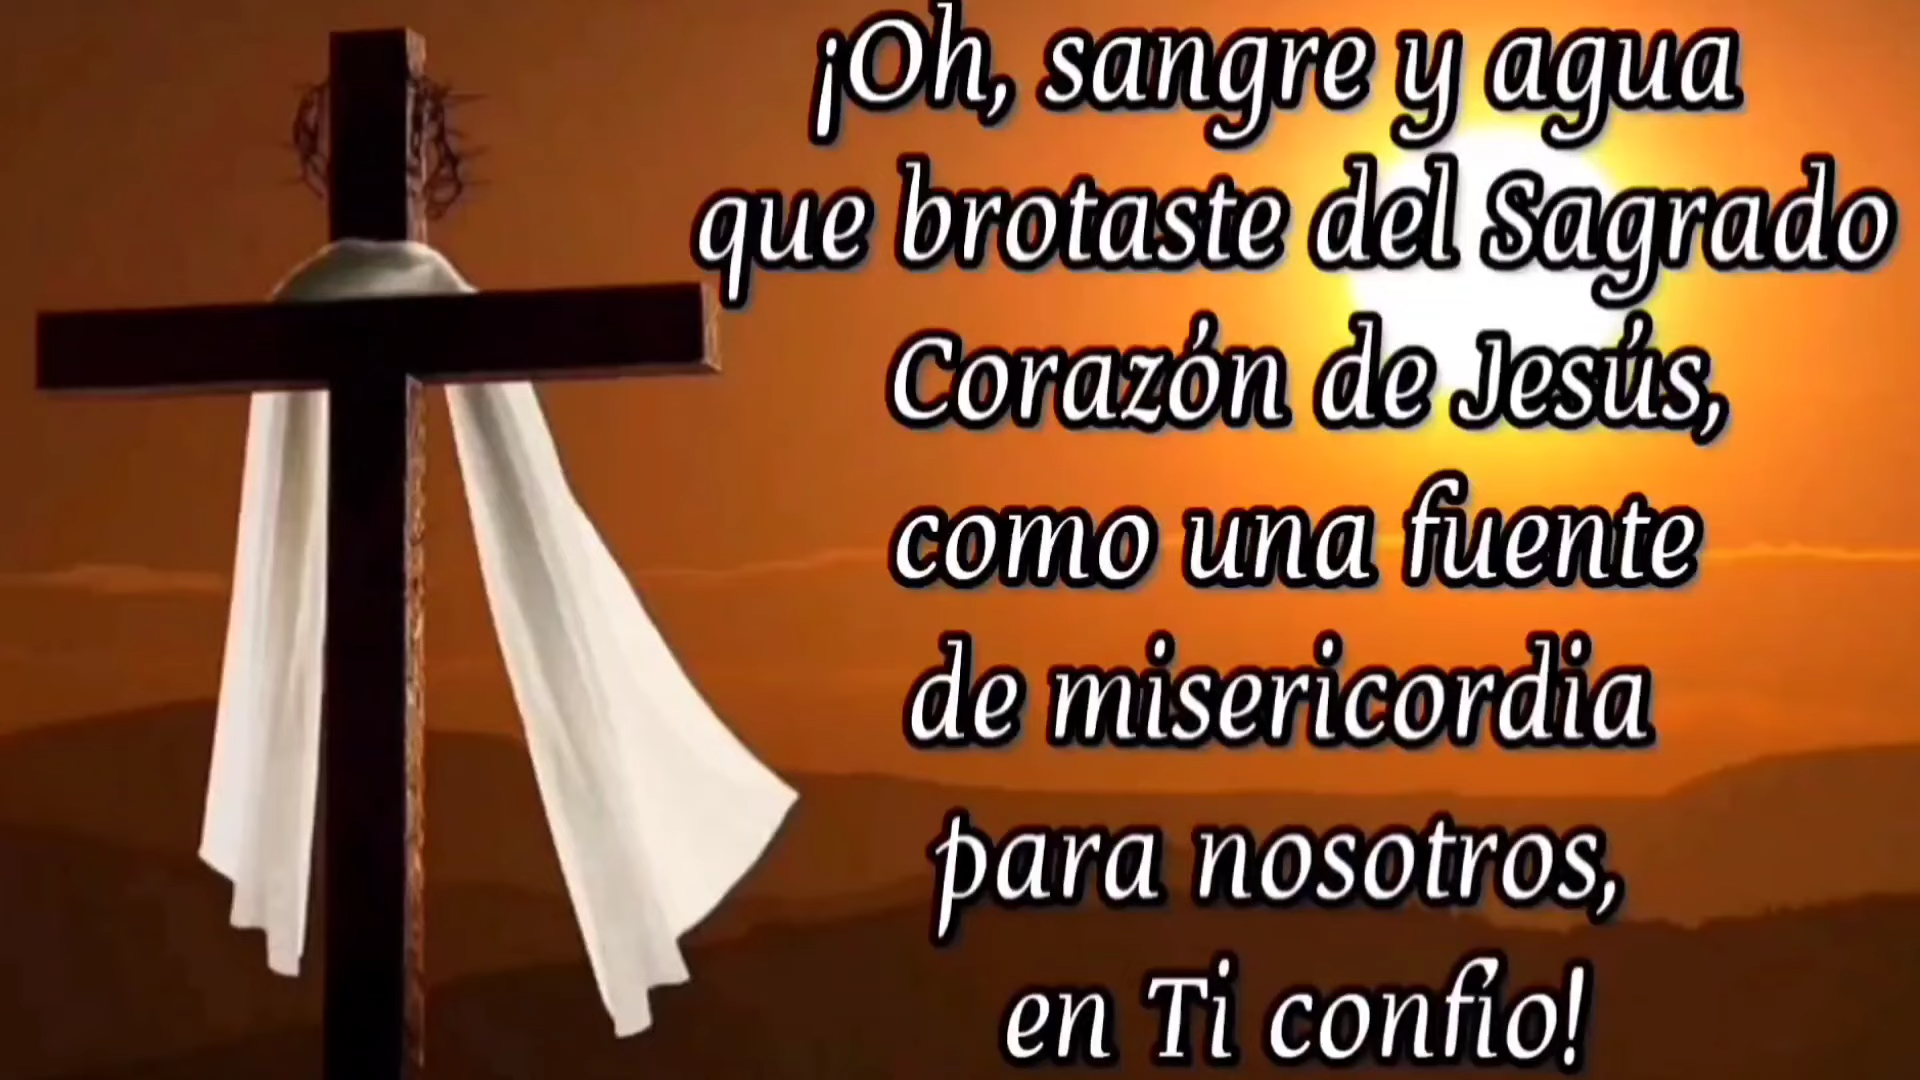 ¡Oh, sangre y agua
que brotaste del Sagrado
Corazón de Jesús,
como una fuente
de misericordia
para nosotros,
en Ti confío!